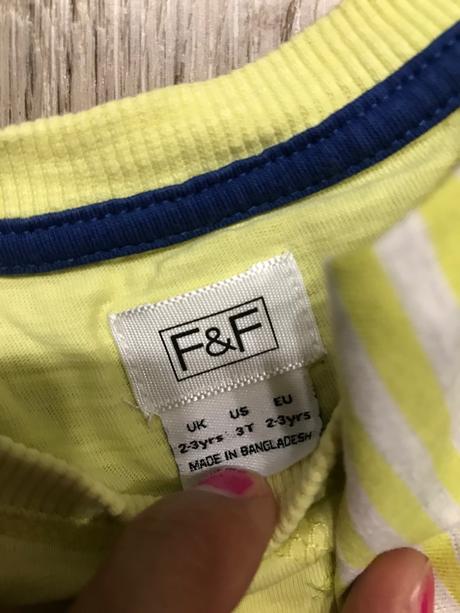 F&F
UK US EU
2-3yrs 3T 2-3yrs
MADE IN BANGLADESH